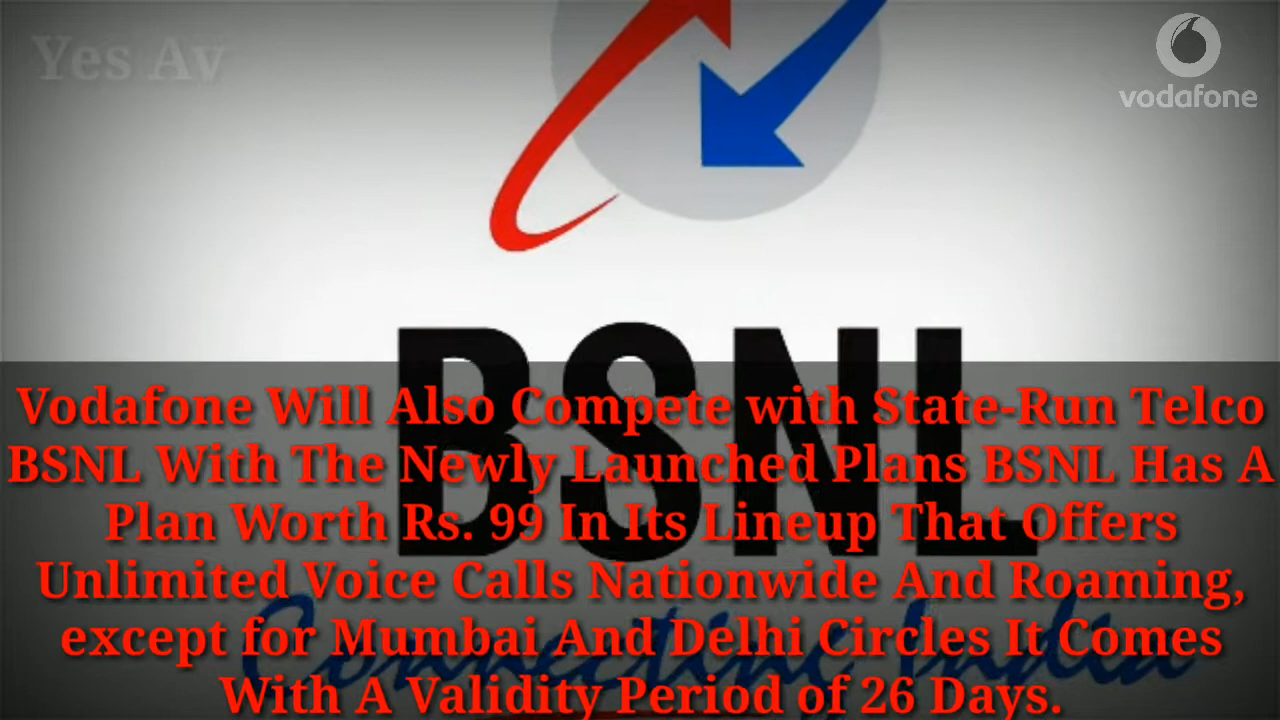 Yes Av
vodafone
BSNL
Connecting India
Vodafone Will Also Compete with State-Run Telco
BSNL With The Newly Launched Plans BSNL Has A
Plan Worth Rs. 99 In Its Lineup That Offers
Unlimited Voice Calls Nationwide And Roaming,
except for Mumbai And Delhi Circles It Comes
With A Validity Period of 26 Days.